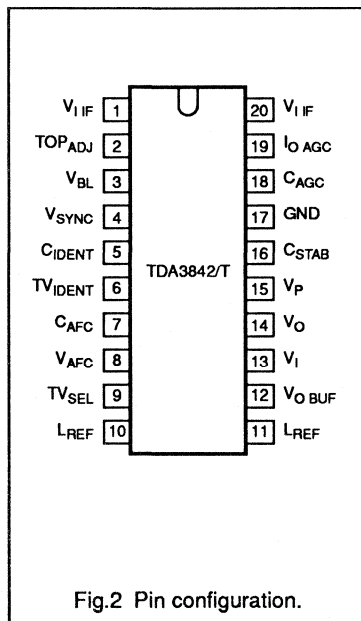 V I IF 1 20 V I IF
TOP ADJ 2 19 I O AGC
V BL 3 18 C AGC
V SYNC 4 17 GND
C IDENT 5 16 C STAB
TDA3842/T
TV IDENT 6 15 V P
C AFC 7 14 V O
V AFC 8 13 V I
TV SEL 9 12 V O BUF
L REF 10 11 L REF
Fig.2 Pin configuration.